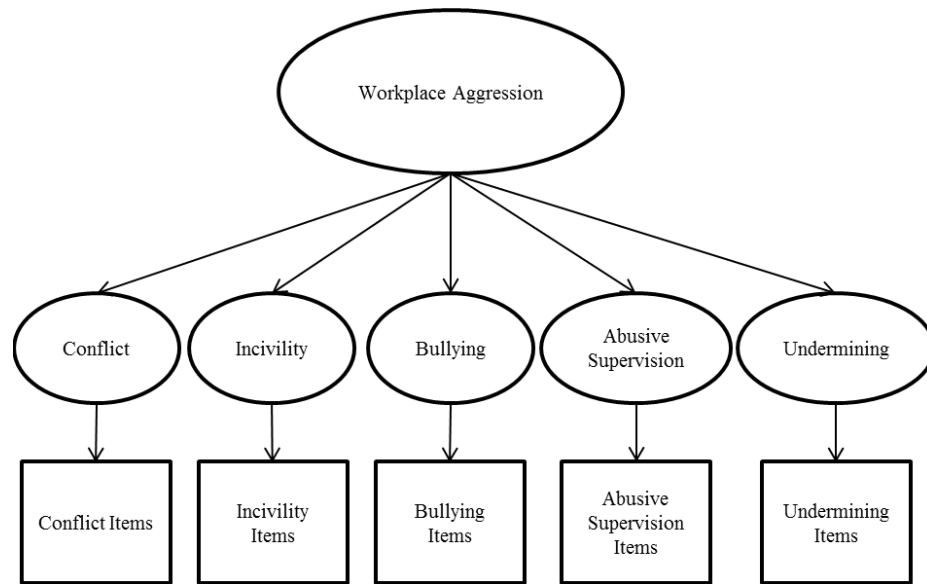 Workplace Aggression
Conflict
Incivility
Bullying
Abusive
Supervision
Undermining
Conflict Items
Incivility
Items
Bullying
Items
Abusive
Supervision
Items
Undermining
Items